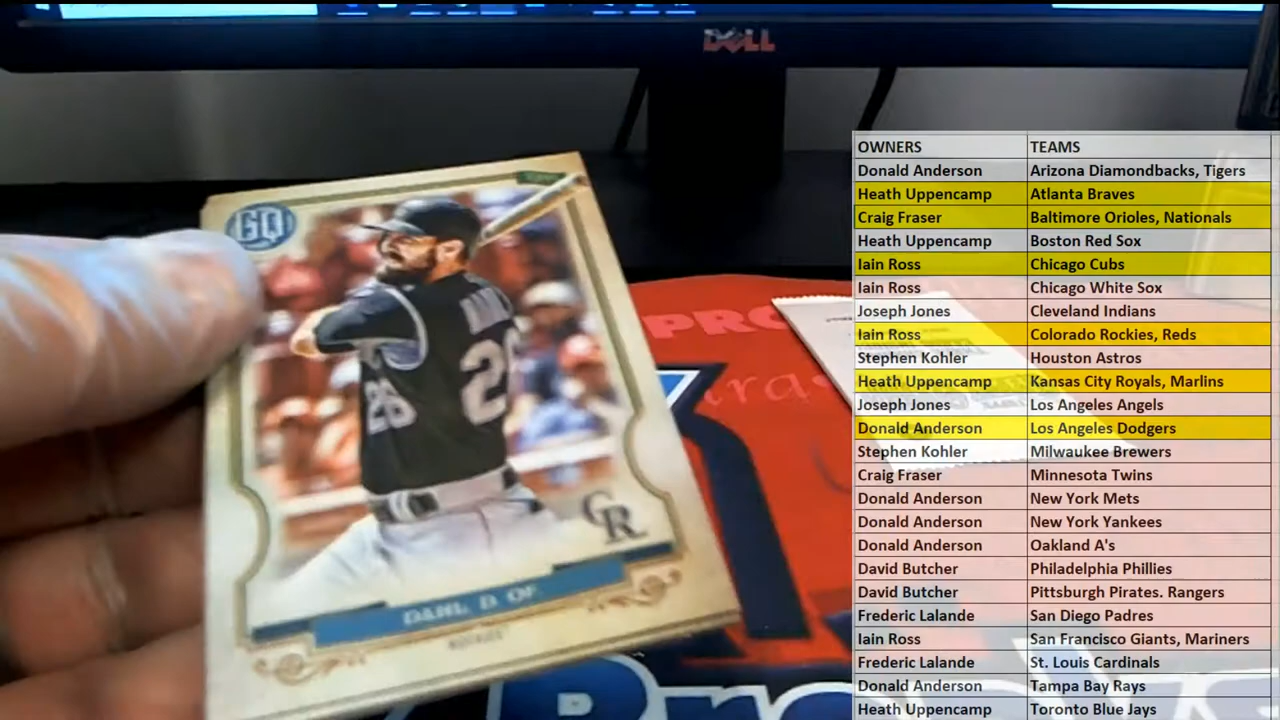 DELL
GQ
26
26
CR
DAHL, D. OF
ROCKIES
PRO
OWNERS TEAMS
Donald Anderson Arizona Diamondbacks, Tigers
Heath Uppencamp Atlanta Braves
Craig Fraser Baltimore Orioles, Nationals
Heath Uppencamp Boston Red Sox
Iain Ross Chicago Cubs
Iain Ross Chicago White Sox
Joseph Jones Cleveland Indians
Iain Ross Colorado Rockies, Reds
Stephen Kohler Houston Astros
Heath Uppencamp Kansas City Royals, Marlins
Joseph Jones Los Angeles Angels
Donald Anderson Los Angeles Dodgers
Stephen Kohler Milwaukee Brewers
Craig Fraser Minnesota Twins
Donald Anderson New York Mets
Donald Anderson New York Yankees
Donald Anderson Oakland A's
David Butcher Philadelphia Phillies
David Butcher Pittsburgh Pirates. Rangers
Frederic Lalande San Diego Padres
Iain Ross San Francisco Giants, Mariners
Frederic Lalande St. Louis Cardinals
Donald Anderson Tampa Bay Rays
Heath Uppencamp Toronto Blue Jays